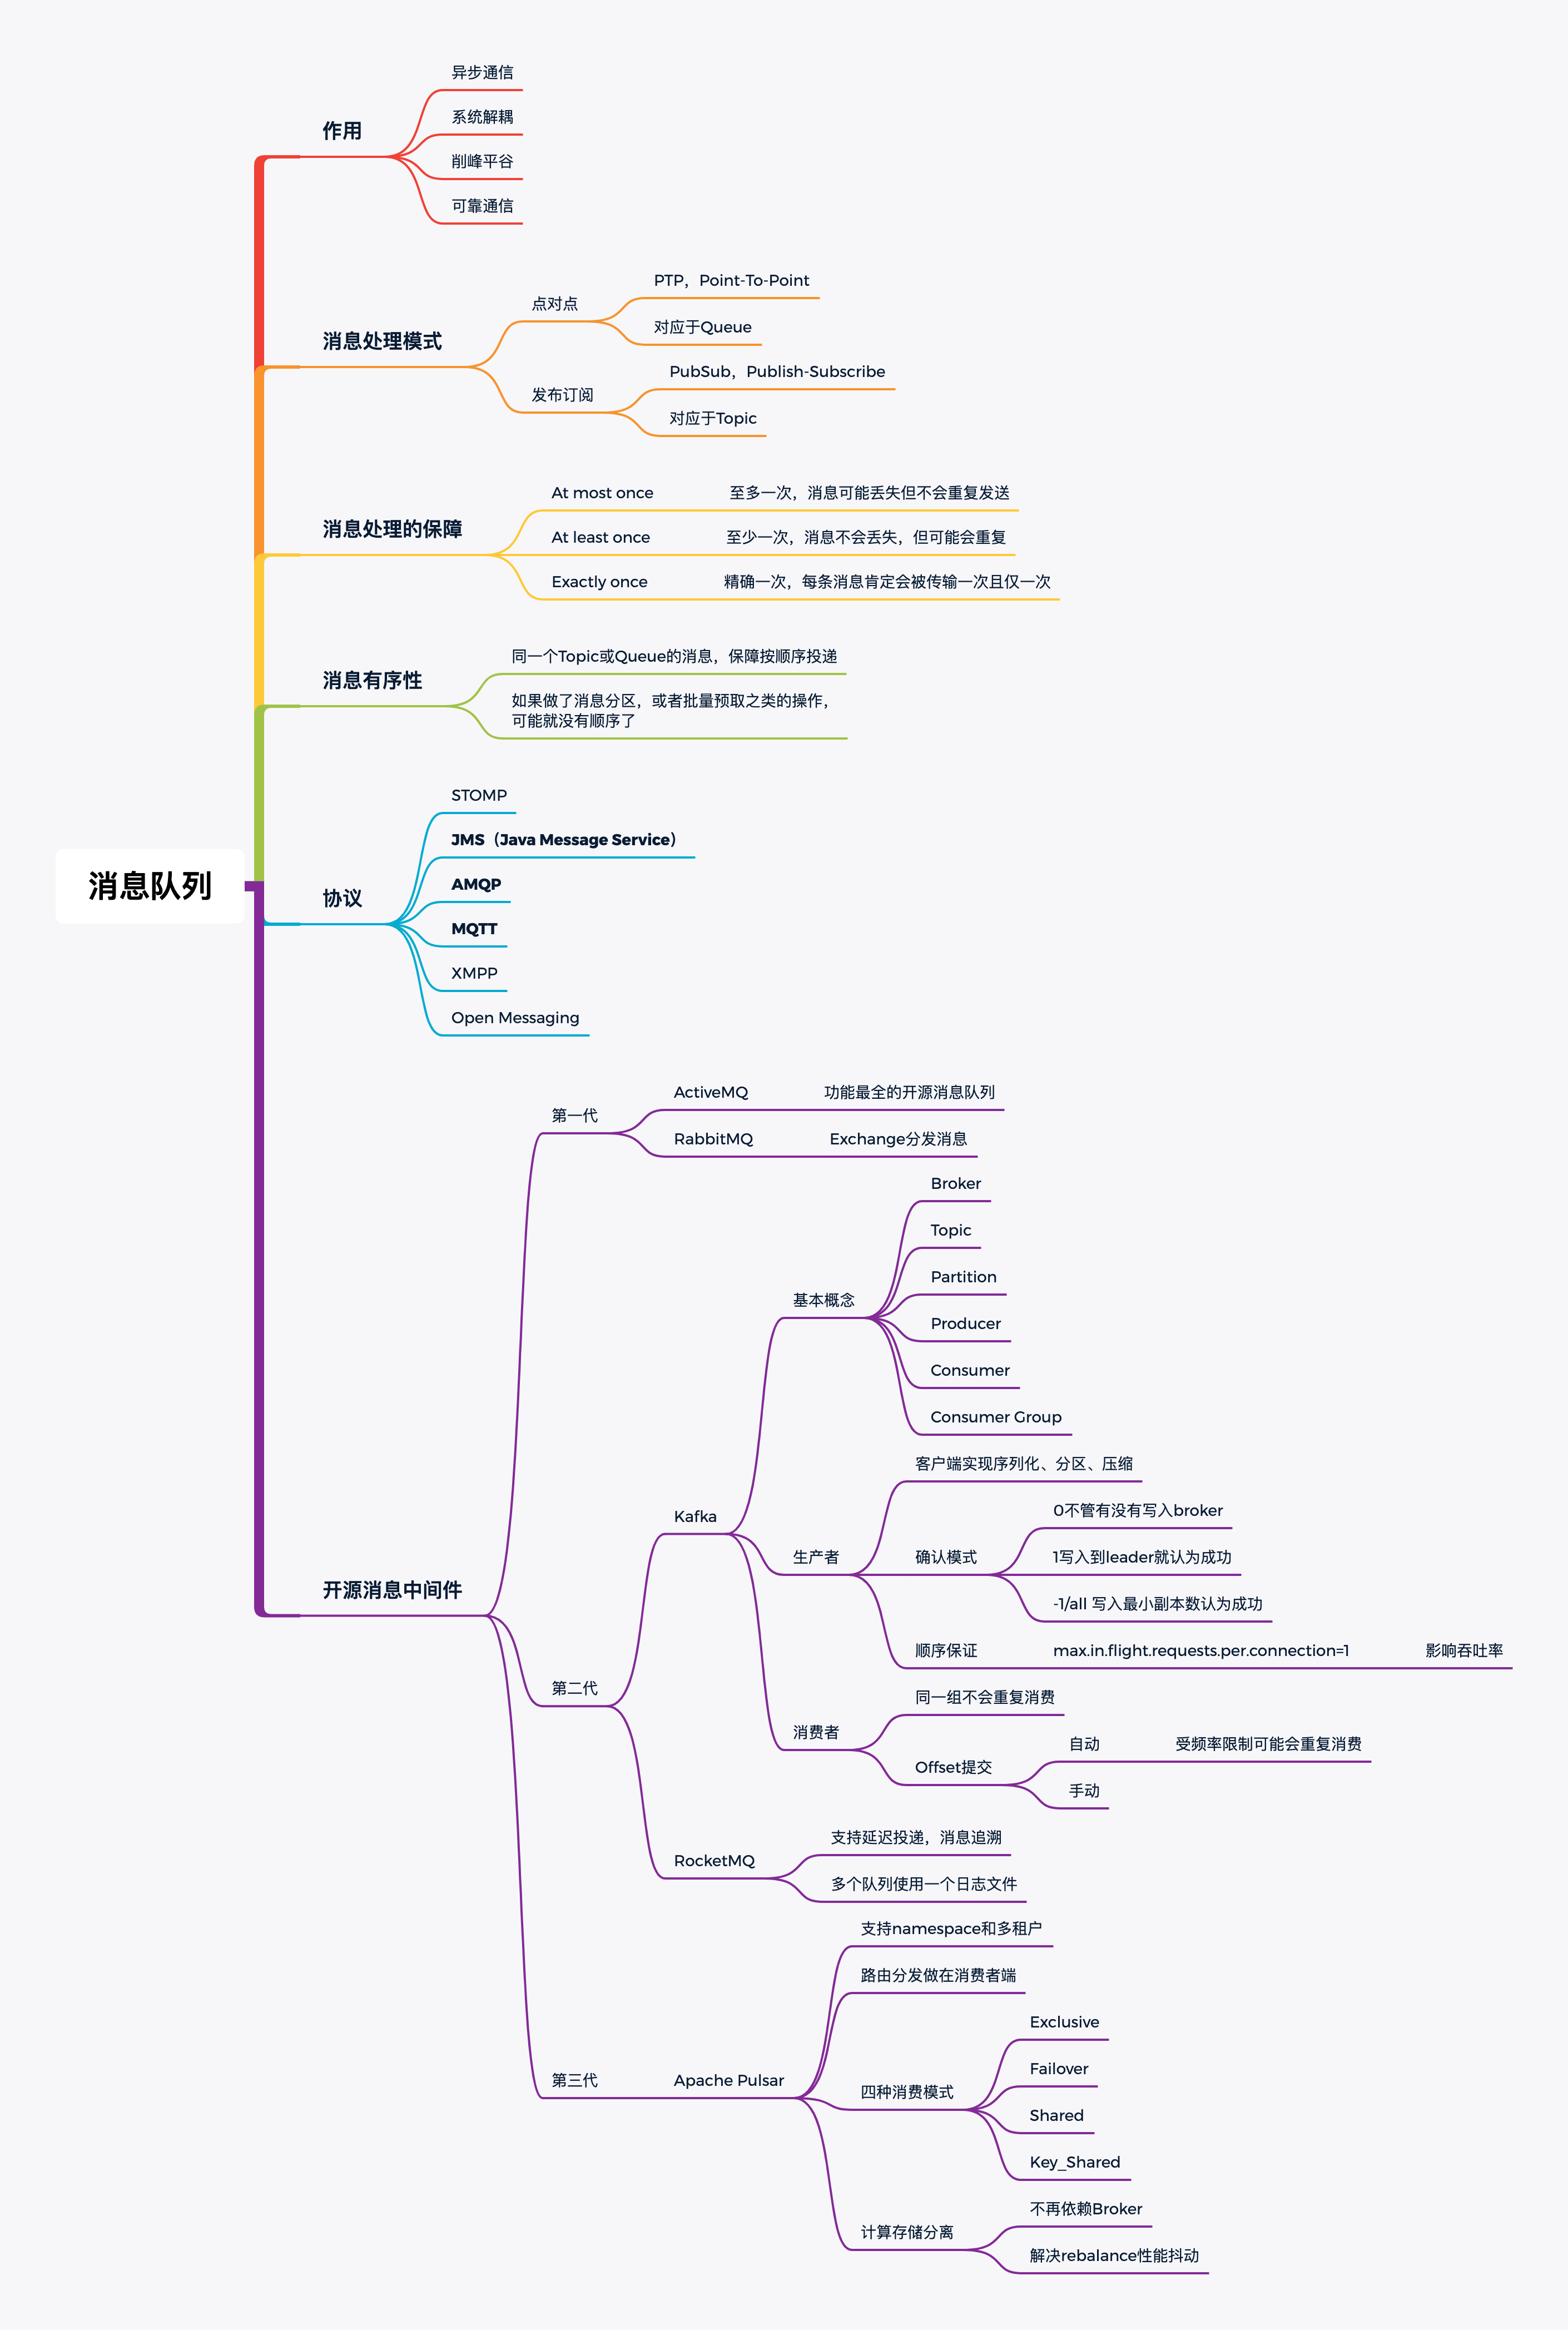 异步通信
系统解耦
作用
削峰平谷
可靠通信
PTP，Point-To-Point
点对点
对应于Queue
消息处理模式
PubSub，Publish-Subscribe
发布订阅
对应于Topic
At most once 至多一次，消息可能丢失但不会重复发送
消息处理的保障
At least once 至少一次，消息不会丢失，但可能会重复
Exactly once 精确一次，每条消息肯定会被传输一次且仅一次
同一个Topic或Queue的消息，保障按顺序投递
消息有序性
如果做了消息分区，或者批量预取之类的操作，
可能就没有顺序了
STOMP
JMS（Java Message Service）
消息队列
AMQP
协议
MQTT
XMPP
Open Messaging
ActiveMQ 功能最全的开源消息队列
第一代
RabbitMQ Exchange分发消息
Broker
Topic
Partition
基本概念
Producer
Consumer
Consumer Group
客户端实现序列化、分区、压缩
Kafka
0不管有没有写入broker
生产者
确认模式
1写入到leader就认为成功
-1/all 写入最小副本数认为成功
顺序保证 max.in.flight.requests.per.connection=1 影响吞吐率
开源消息中间件
第二代
同一组不会重复消费
消费者
自动 受频率限制可能会重复消费
Offset提交
手动
支持延迟投递，消息追溯
RocketMQ
多个队列使用一个日志文件
支持namespace和多租户
路由分发做在消费者端
第三代
Apache Pulsar
Exclusive
Failover
四种消费模式
Shared
Key_Shared
不再依赖Broker
计算存储分离
解决rebalance性能抖动